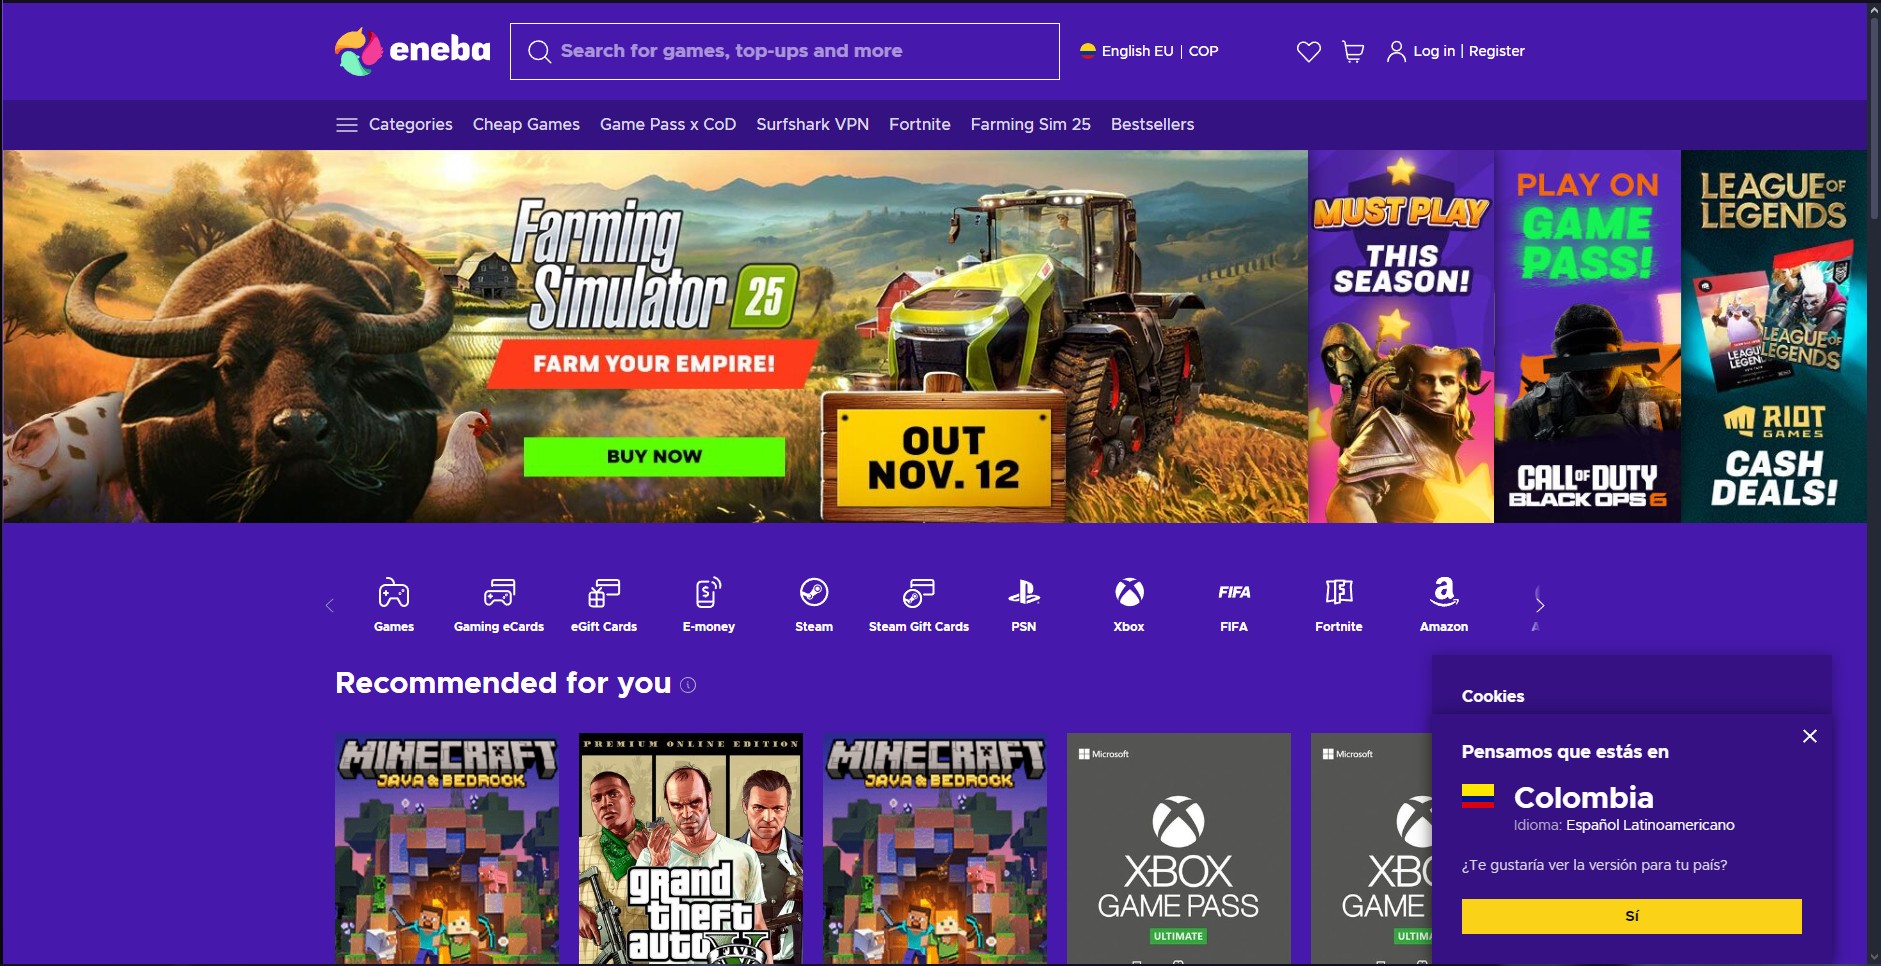 eneba
Search for games, top-ups and more
English EU | COP
Log in | Register
Categories
Cheap Games
Game Pass x CoD
Surfshark VPN
Fortnite
Farming Sim 25
Bestsellers
Farming
Simulator 25
FARM YOUR EMPIRE!
BUY NOW
OUT
NOV. 12
MUST PLAY
THIS
SEASON!
PLAY ON
GAME
PASS!
CALL OF DUTY
BLACK OPS 6
LEAGUE OF
LEGENDS
LEAGUE OF
LEGENDS
RIOT
GAMES
CASH
DEALS!
Games
Gaming eCards
eGift Cards
E-money
Steam
Steam Gift Cards
PSN
Xbox
FIFA
FIFA
Fortnite
Amazon
Recommended for you
MINECRAFT
JAVA & BEDROCK
PREMIUM ONLINE EDITION
grand
theft
auto
FIVE
MINECRAFT
JAVA & BEDROCK
Microsoft
XBOX
GAME PASS
ULTIMATE
Microsoft
XBO
GAME
ULTIMA
Cookies
Pensamos que estás en
Colombia
Idioma: Español Latinoamericano
¿Te gustaría ver la versión para tu país?
Sí